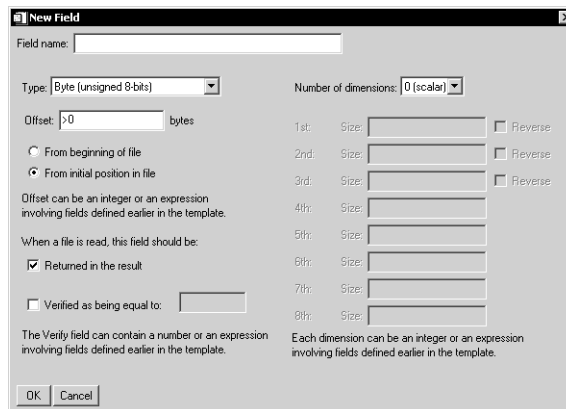 New Field
Field name:
Type: Byte (unsigned 8-bits)
Number of dimensions: 0 (scalar)
Offset: >0 bytes
From beginning of file
From initial position in file
Offset can be an integer or an expression
involving fields defined earlier in the template.
When a file is read, this field should be:
Returned in the result
Verified as being equal to:
The Verify field can contain a number or an expression
involving fields defined earlier in the template.
1st: Size: Reverse
2nd: Size: Reverse
3rd: Size: Reverse
4th: Size:
5th: Size:
6th: Size:
7th: Size:
8th: Size:
Each dimension can be an integer or an expression
involving fields defined earlier in the template.
OK Cancel